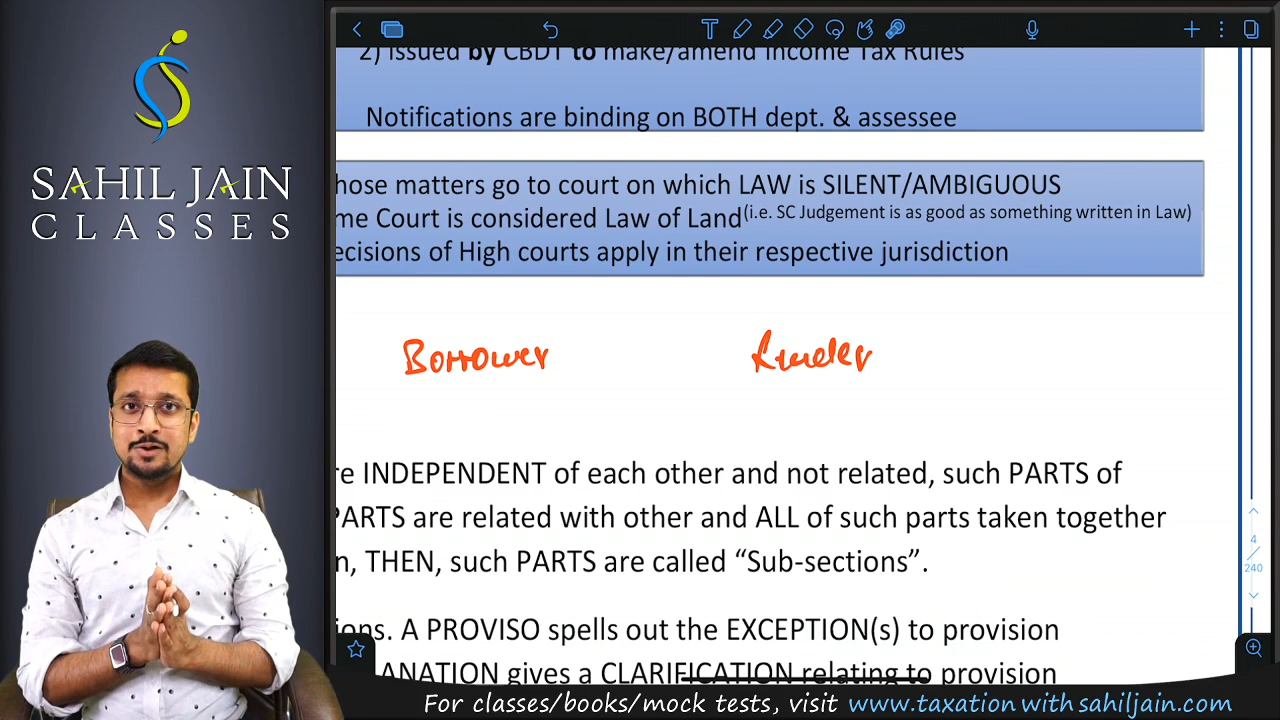 SAHIL JAIN
CLASSES
2) Issued by CBDT to make/amend Income Tax Rules
Notifications are binding on BOTH dept. & assessee
hose matters go to court on which LAW is SILENT/AMBIGUOUS
me Court is considered Law of Land(i.e. SC Judgement is as good as something written in Law)
ecisions of High courts apply in their respective jurisdiction
Borrower Lender
re INDEPENDENT of each other and not related, such PARTS of
PARTS are related with other and ALL of such parts taken together
n, THEN, such PARTS are called “Sub-sections”.
ions. A PROVISO spells out the EXCEPTION(s) to provision
ANATION gives a CLARIFICATION relating to provision
4
240
For classes/books/mock tests, visit www.taxationwithsahiljain.com